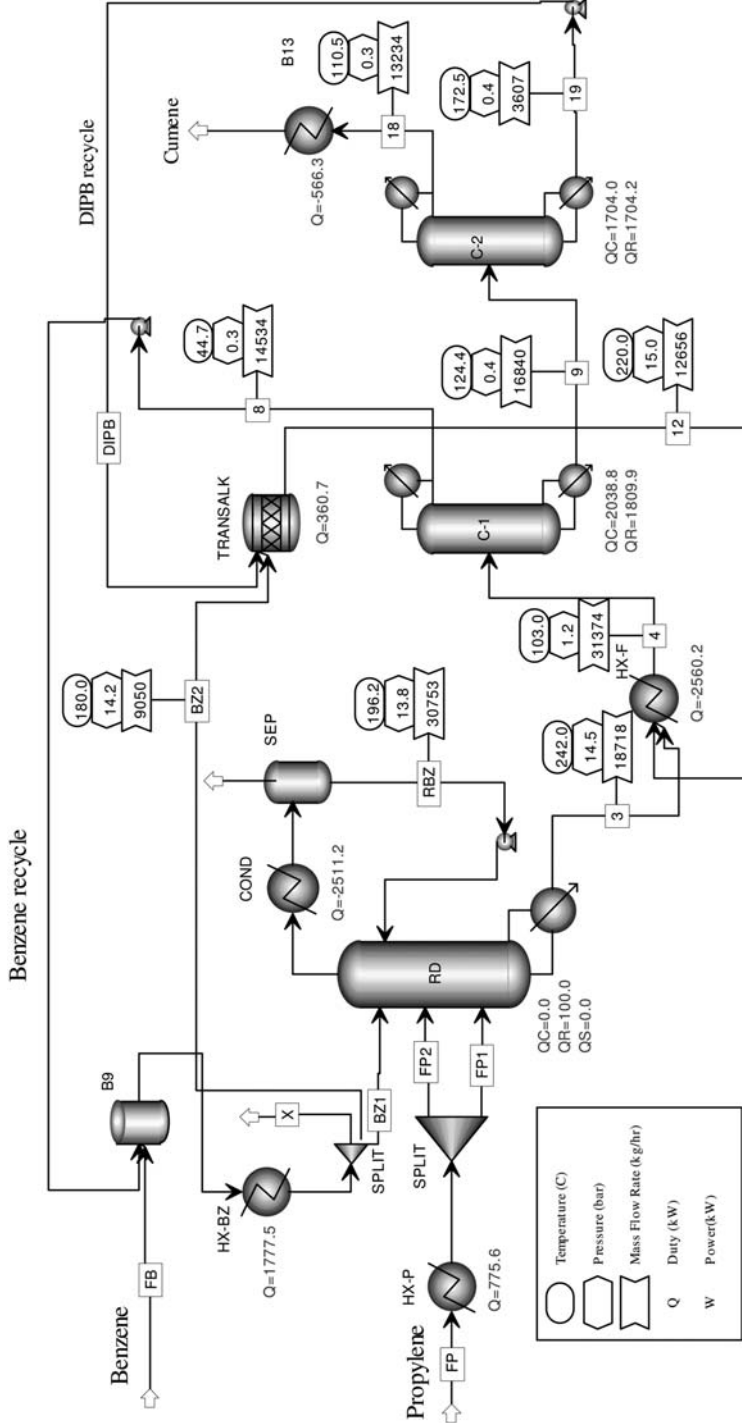 Benzene recycle
DIPB recycle
Benzene
FB
B9
HX-BZ
Q=1777.5
X
SPLIT
BZ1
BZ2
180.0
14.2
9050
DIPB
TRANSALK
Q=360.7
44.7
0.3
14534
8
Cumene
Q=-566.3
B13
110.5
0.3
13234
18
172.5
0.4
3607
19
C-2
QC=1704.0
QR=1704.2
124.4
0.4
16840
9
220.0
15.0
12656
12
C-1
QC=2038.8
QR=1809.9
103.0
1.2
31374
4
HX-F
Q=-2560.2
242.0
14.5
18718
3
SEP
196.2
13.8
30753
RBZ
COND
Q=-2511.2
RD
QC=0.0
QR=100.0
QS=0.0
FP2
FP1
SPLIT
HX-P
Q=775.6
Propylene
FP
Temperature (C)
Pressure (bar)
Mass Flow Rate (kg/hr)
Q Duty (kW)
W Power(kW)